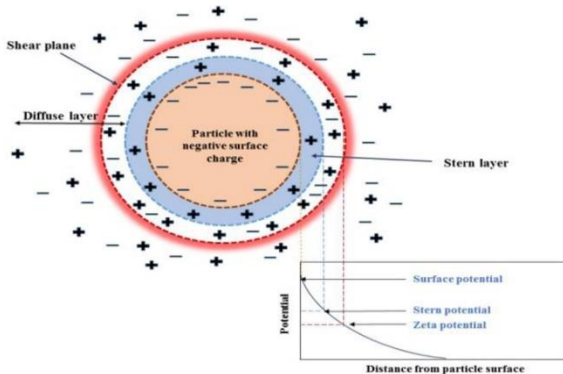 Shear plane
Diffuse layer
Particle with
negative surface
charge
Stern layer
Surface potential
Stern potential
Zeta potential
Potential
Distance from particle surface